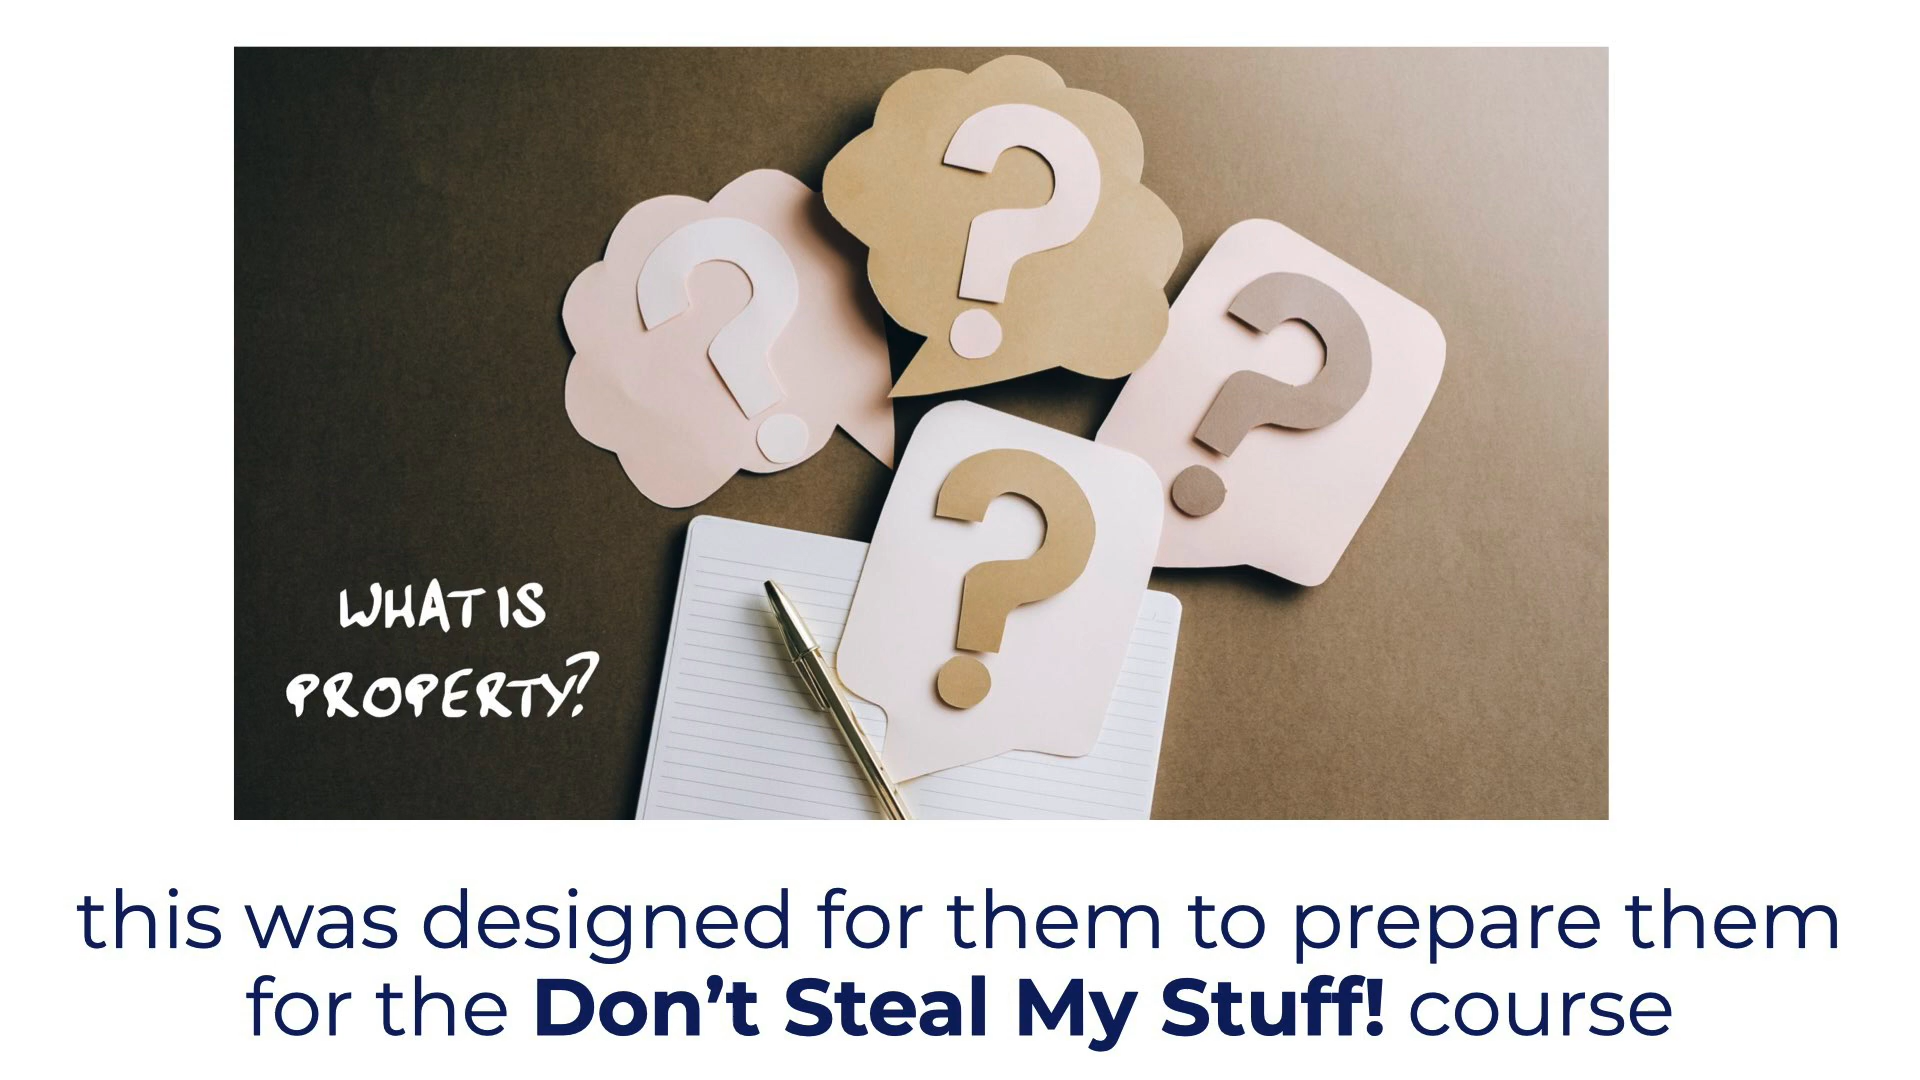 WHAT IS
PROPERTY?
this was designed for them to prepare them
for the Don’t Steal My Stuff! course